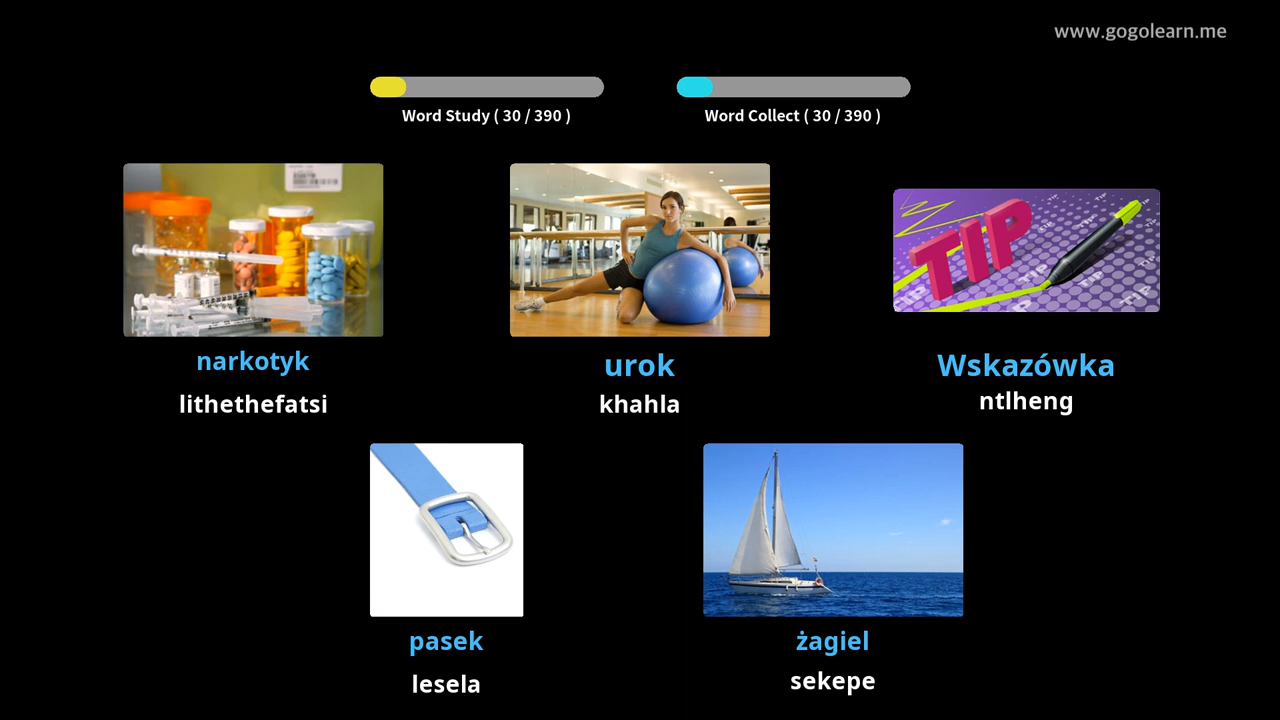 www.gogolearn.me
Word Study ( 30 / 390 )
Word Collect ( 30 / 390 )
TIP
narkotyk
lithethefatsi
urok
khahla
Wskazówka
ntlheng
pasek
lesela
żagiel
sekepe